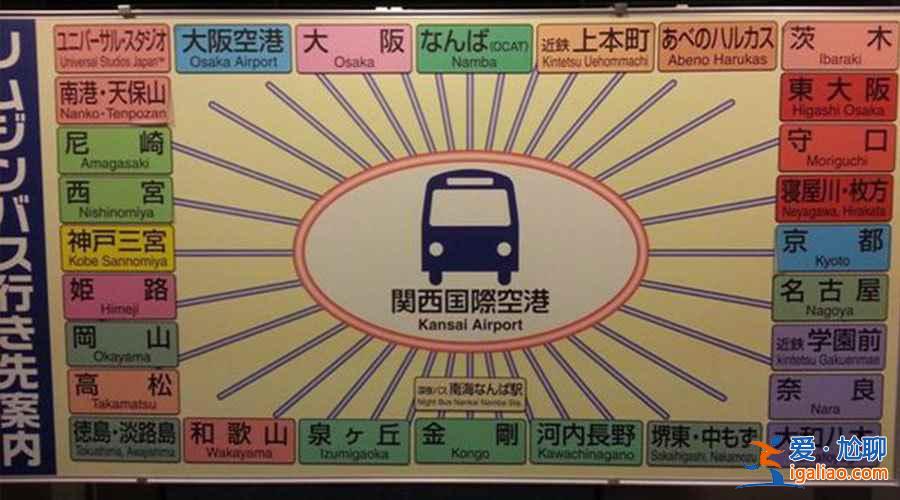 リムジンバス行き先案内
ユニバーサル・スタジオ
Universal Studios Japan™
大阪空港
Osaka Airport
大阪
Osaka
なんば(OCAT)
Namba
近鉄 上本町
Kintetsu Uehommachi
あべのハルカス
Abeno Harukas
茨木
Ibaraki
南港・天保山
Nanko・Tempozan
東大阪
Higashi Osaka
尼崎
Amagasaki
守口
Moriguchi
西宮
Nishinomiya
寝屋川・枚方
Neyagawa, Hirakata
神戸三宮
Kobe Sannomiya
京都
Kyoto
姫路
Himeji
名古屋
Nagoya
関西国際空港
Kansai Airport
岡山
Okayama
近鉄 学園前
kintetsu Gakuenmae
高松
Takamatsu
深夜バス 南海なんば駅
Night Bus Nankai Namba Sta.
奈良
Nara
徳島・淡路島
Tokushima, Awajishima
和歌山
Wakayama
泉ヶ丘
Izumigaoka
金剛
Kongo
河内長野
Kawachinagano
堺東・中もず
Sakaihigashi, Nakamozu
大和八木
爱·尬聊
igaliao.com